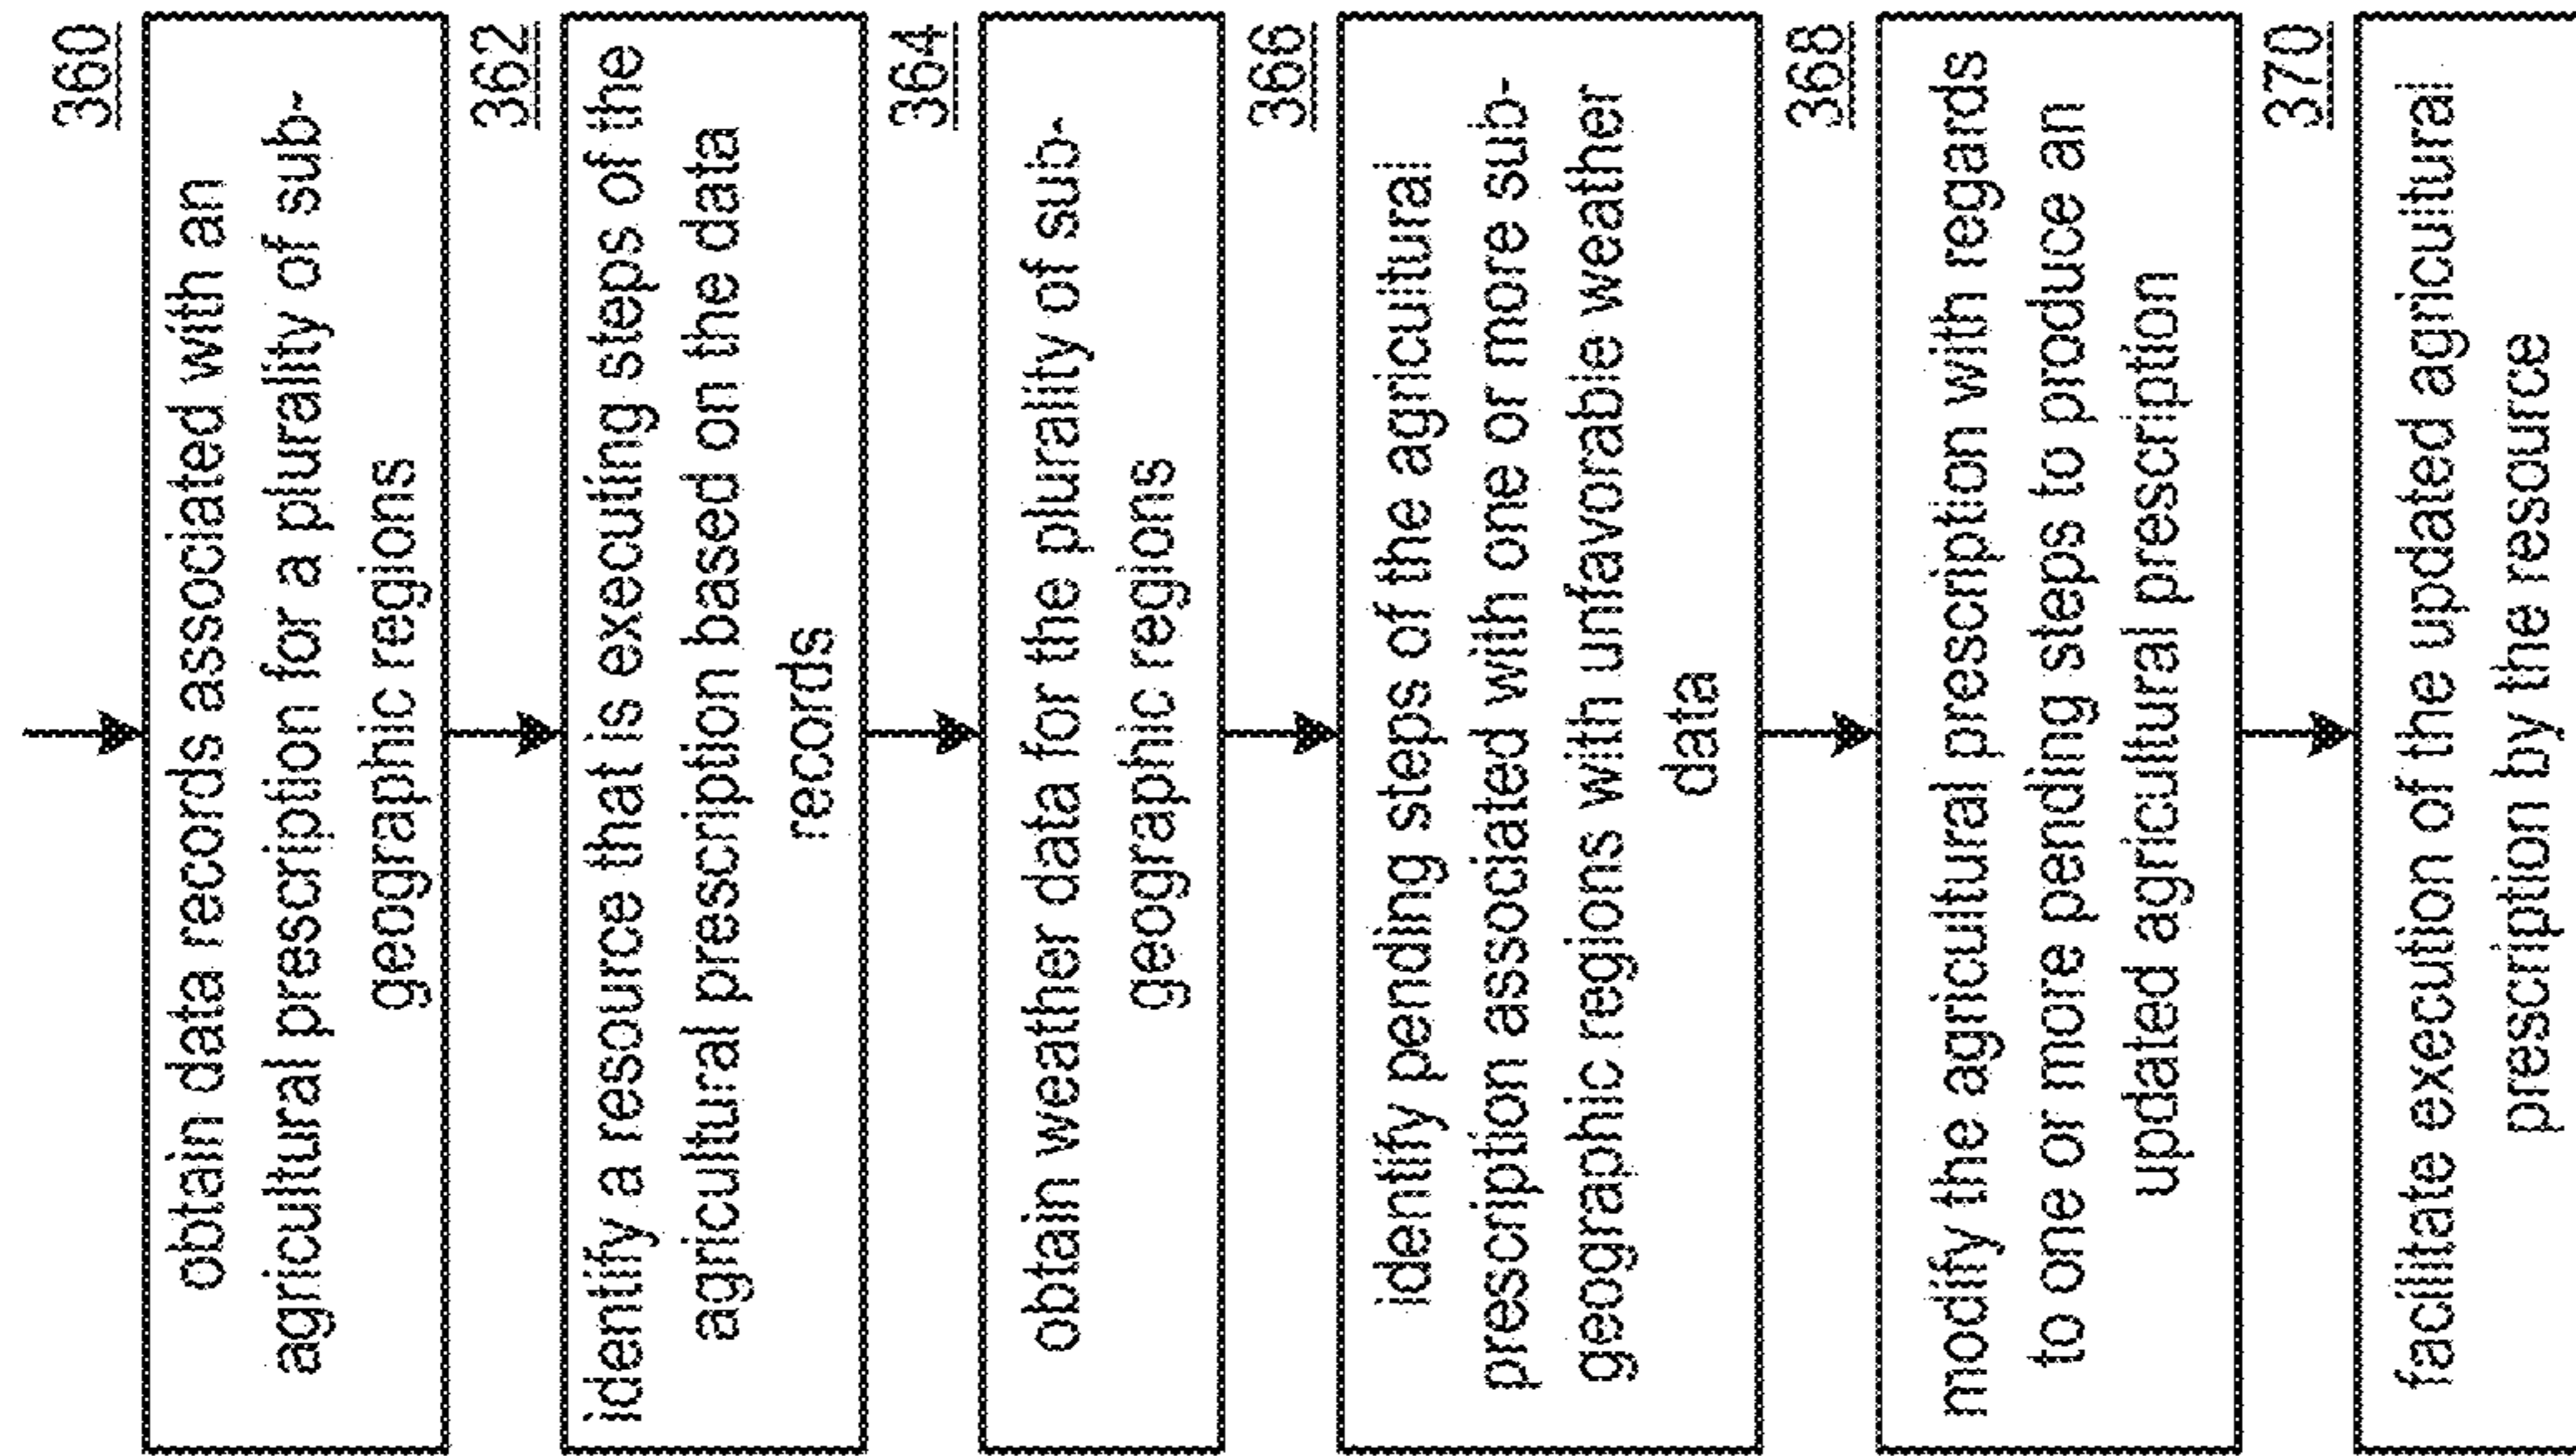 360
obtain data records associated with an
agricultural prescription for a plurality of sub-
geographic regions
362
identify a resource that is executing steps of the
agricultural prescription based on the data
records
364
obtain weather data for the plurality of sub-
geographic regions
366
identify pending steps of the agricultural
prescription associated with one or more sub-
geographic regions with unfavorable weather
data
368
modify the agricultural prescription with regards
to one or more pending steps to produce an
updated agricultural prescription
370
facilitate execution of the updated agricultural
prescription by the resource